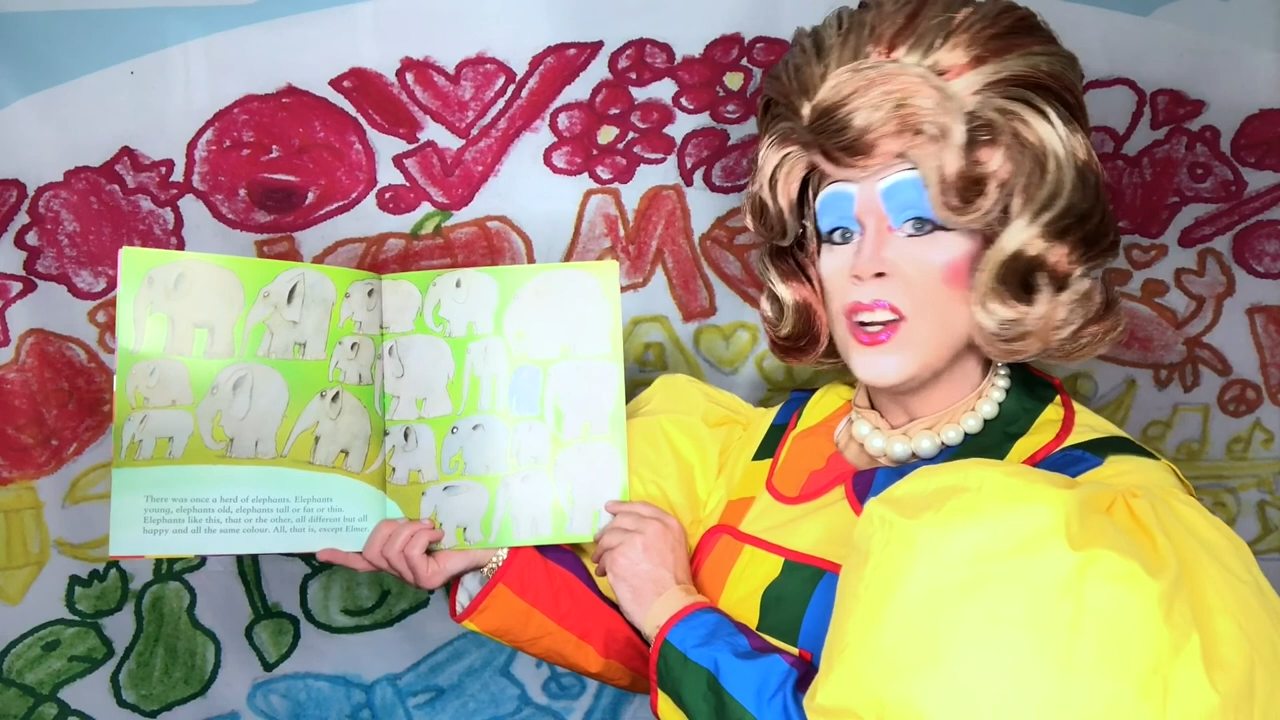 There was once a herd of elephants. Elephants
young, elephants old, elephants tall or fat or thin.
Elephants like this, that or the other, all different but all
happy and all the same colour. All, that is, except Elmer.